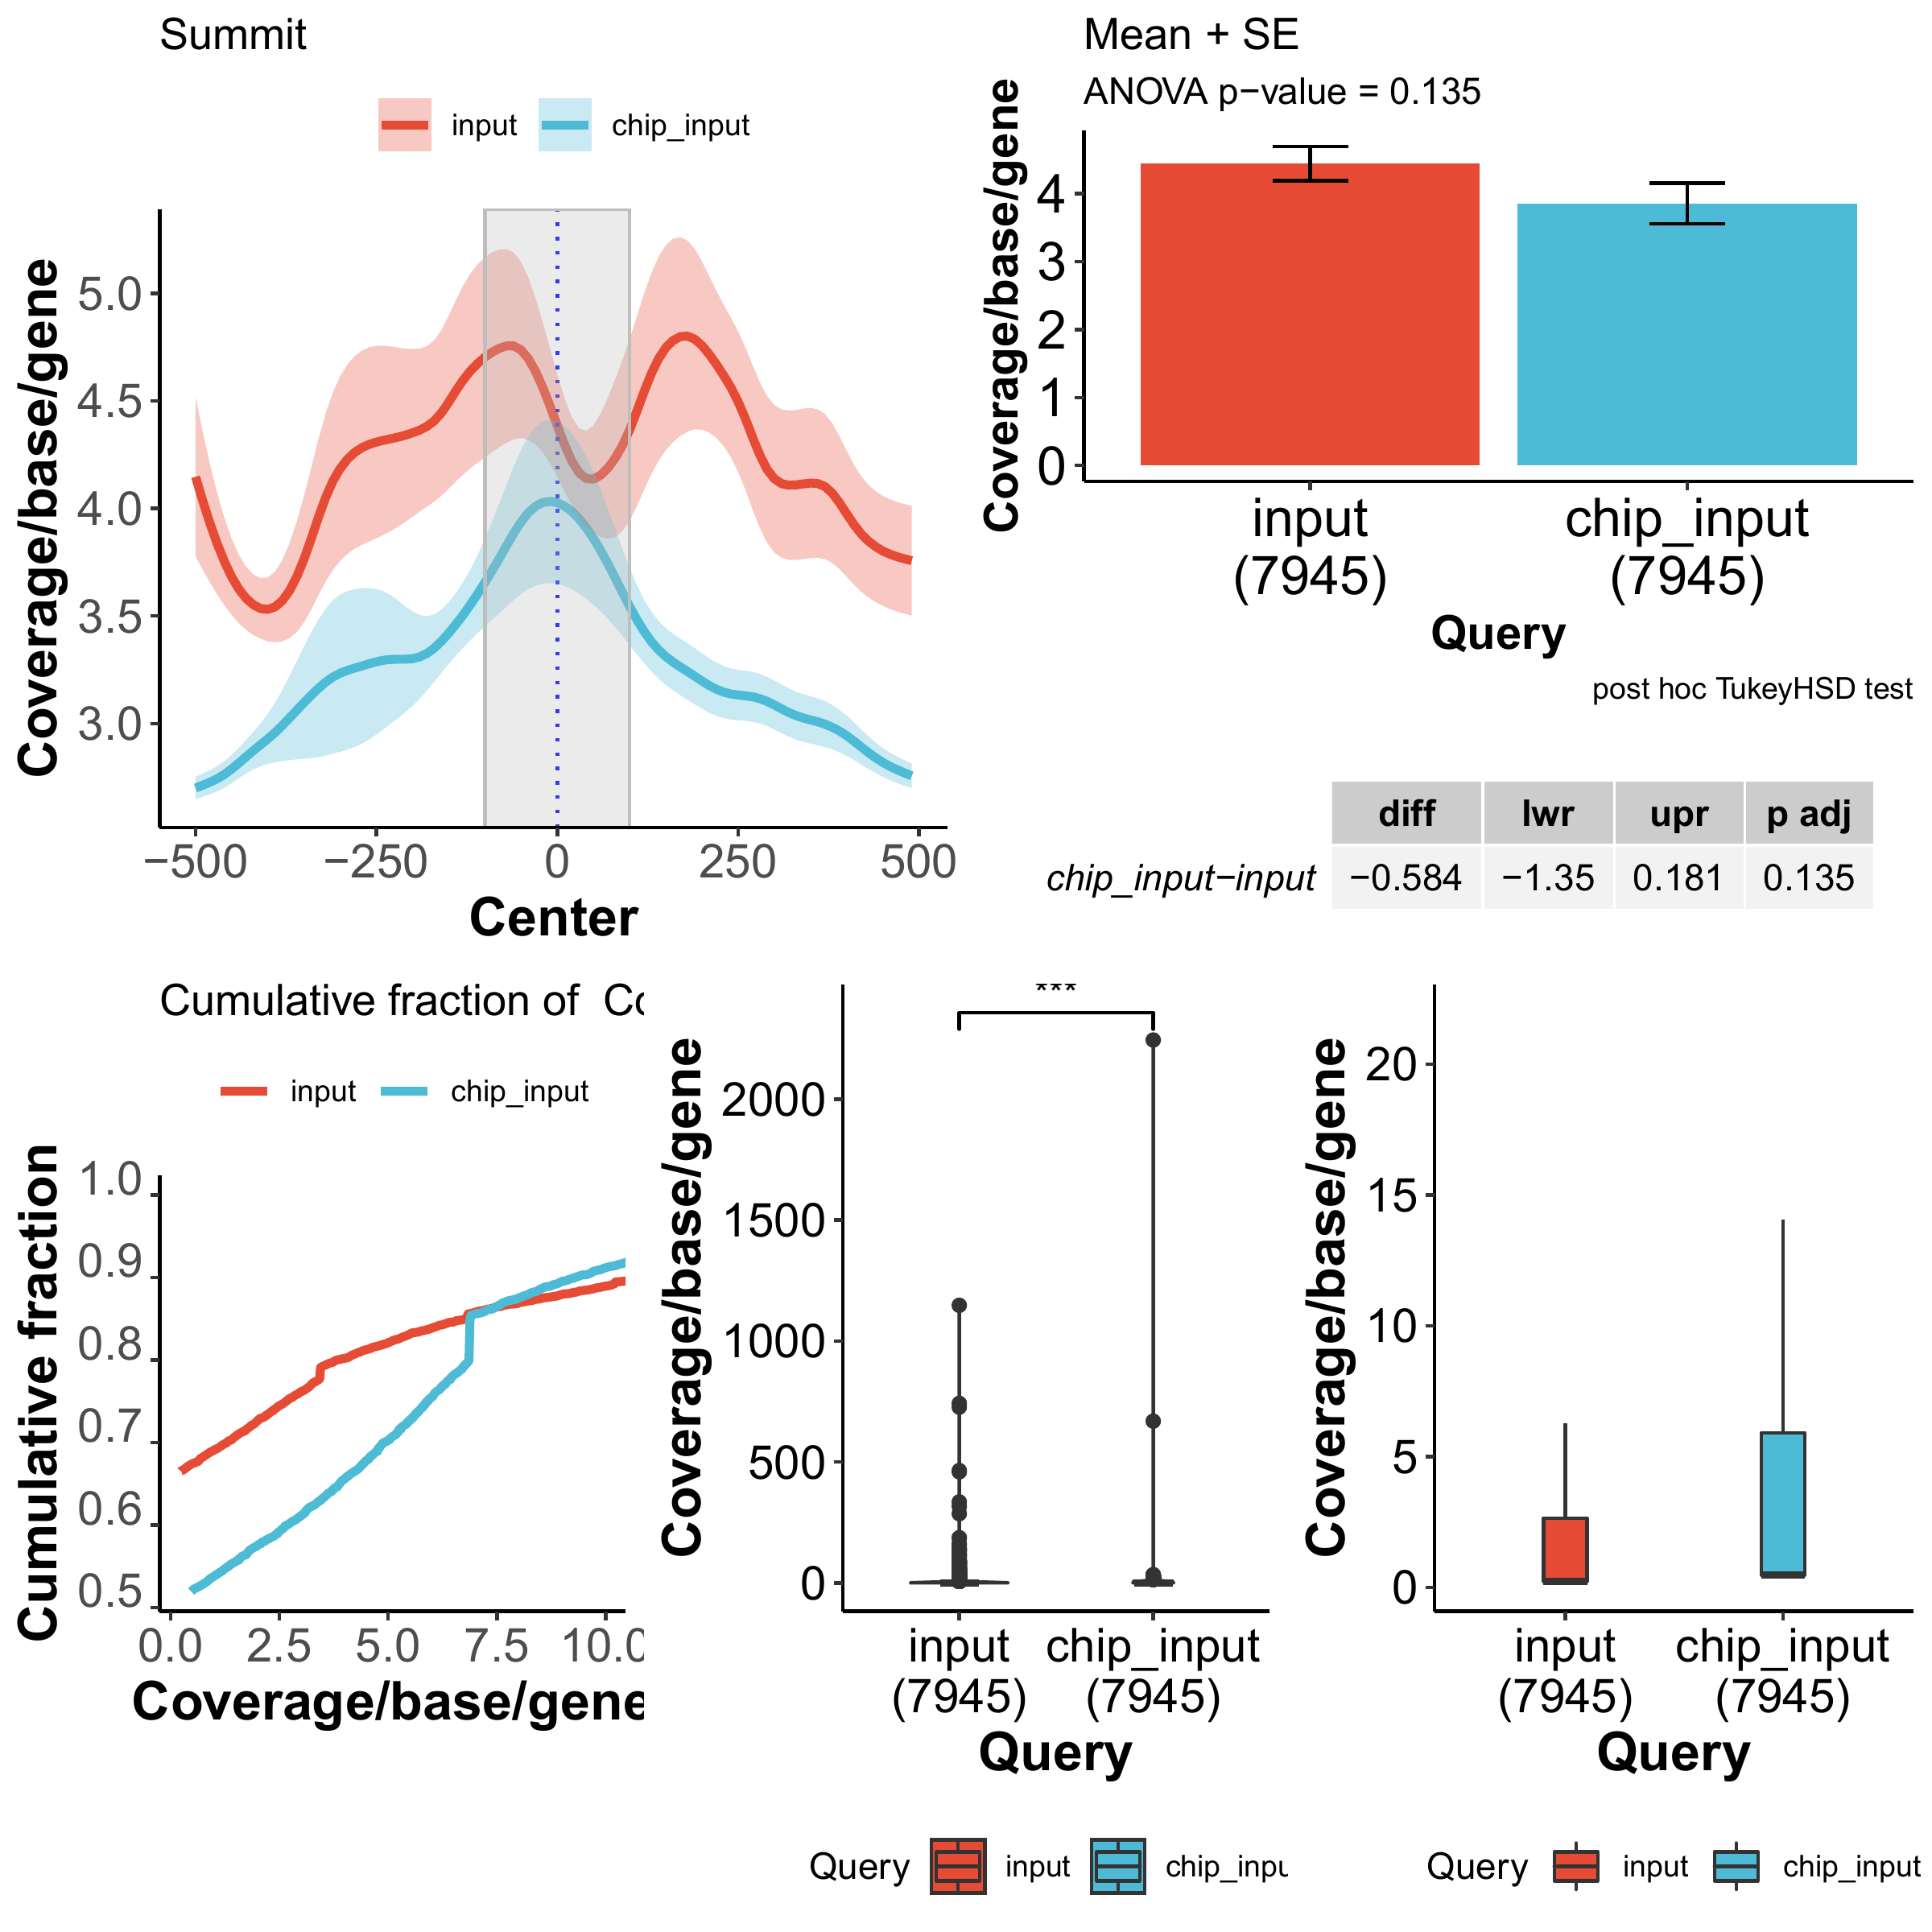 Summit
input chip_input
Coverage/base/gene
5.0
4.5
4.0
3.5
3.0
−500 −250 0 250 500
Center
Mean + SE
ANOVA p−value = 0.135
Coverage/base/gene
4
3
2
1
0
input chip_input
(7945) (7945)
Query
post hoc TukeyHSD test
diff lwr upr p adj
chip_input−input −0.584 −1.35 0.181 0.135
Cumulative fraction of
input chip_input
Cumulative fraction
1.0
0.9
0.8
0.7
0.6
0.5
0.0 2.5 5.0 7.5 10.0
Coverage/base/gene
***
Coverage/base/gene
2000
1500
1000
500
0
input chip_input
(7945) (7945)
Query
Query input chip_inpu
Coverage/base/gene
20
15
10
5
0
input chip_input
(7945) (7945)
Query
Query input chip_input